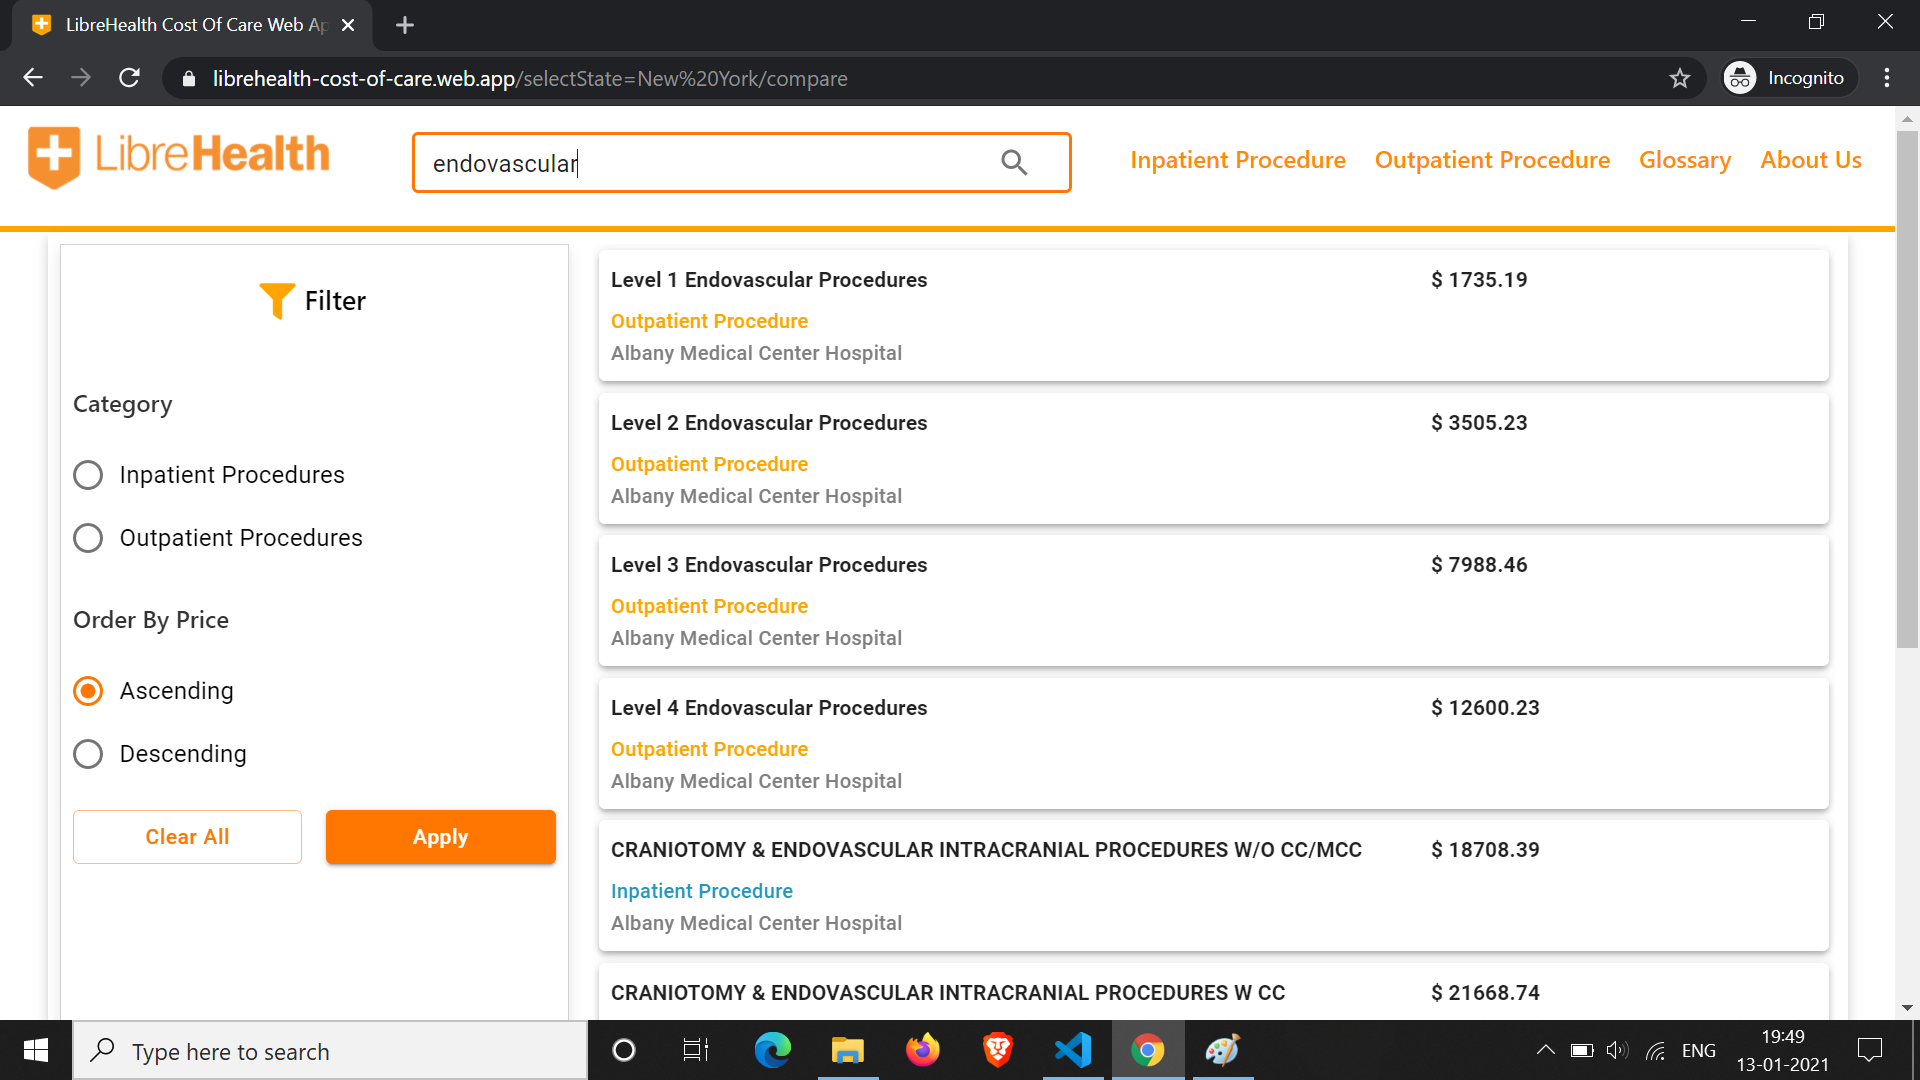 LibreHealth Cost Of Care Web Ap
librehealth-cost-of-care.web.app/selectState=New%20York/compare
Incognito
LibreHealth
endovascular
Inpatient Procedure
Outpatient Procedure
Glossary
About Us
Filter
Category
Inpatient Procedures
Outpatient Procedures
Order By Price
Ascending
Descending
Clear All
Apply
Level 1 Endovascular Procedures
$ 1735.19
Outpatient Procedure
Albany Medical Center Hospital
Level 2 Endovascular Procedures
$ 3505.23
Outpatient Procedure
Albany Medical Center Hospital
Level 3 Endovascular Procedures
$ 7988.46
Outpatient Procedure
Albany Medical Center Hospital
Level 4 Endovascular Procedures
$ 12600.23
Outpatient Procedure
Albany Medical Center Hospital
CRANIOTOMY & ENDOVASCULAR INTRACRANIAL PROCEDURES W/O CC/MCC
$ 18708.39
Inpatient Procedure
Albany Medical Center Hospital
CRANIOTOMY & ENDOVASCULAR INTRACRANIAL PROCEDURES W CC
$ 21668.74
Type here to search
ENG
19:49
13-01-2021